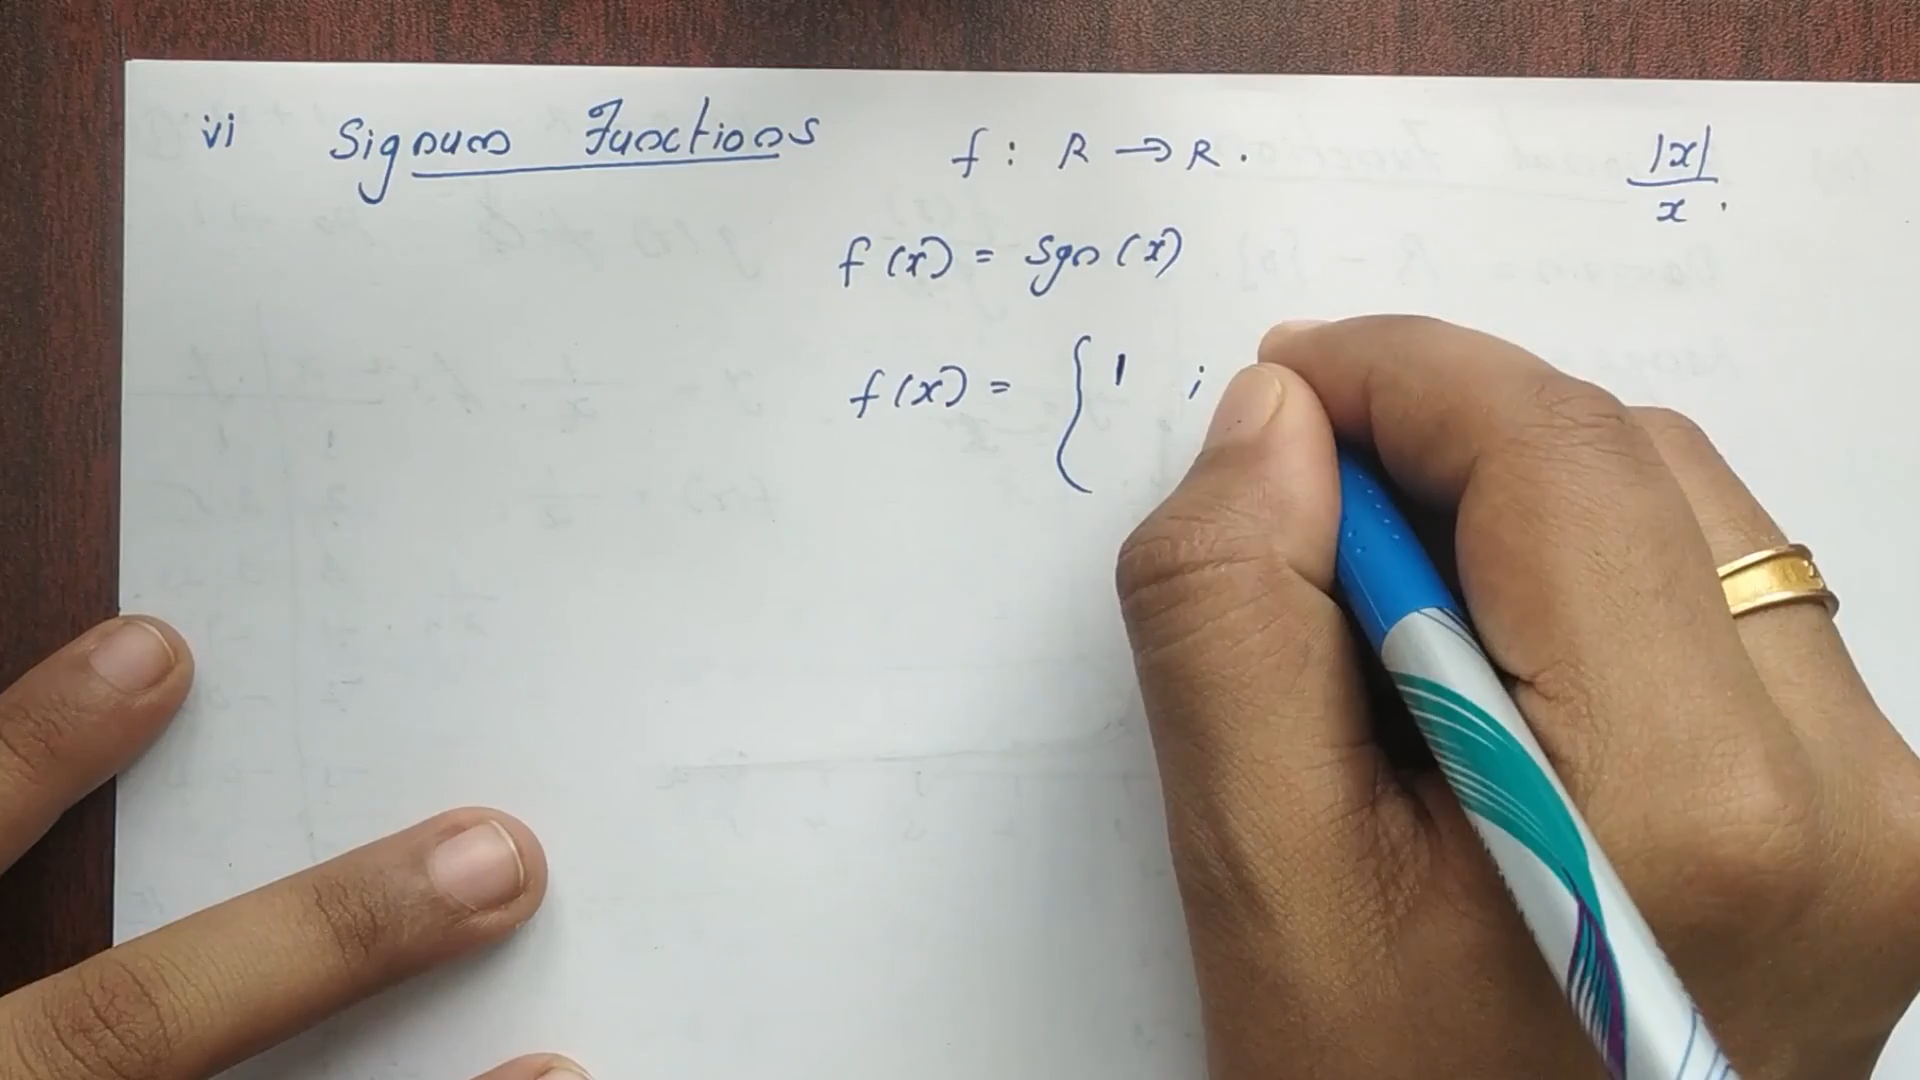 vi Signum Functions f : R → R .
|x|/x .
f(x) = sgn(x)
f(x) = { 1 ;